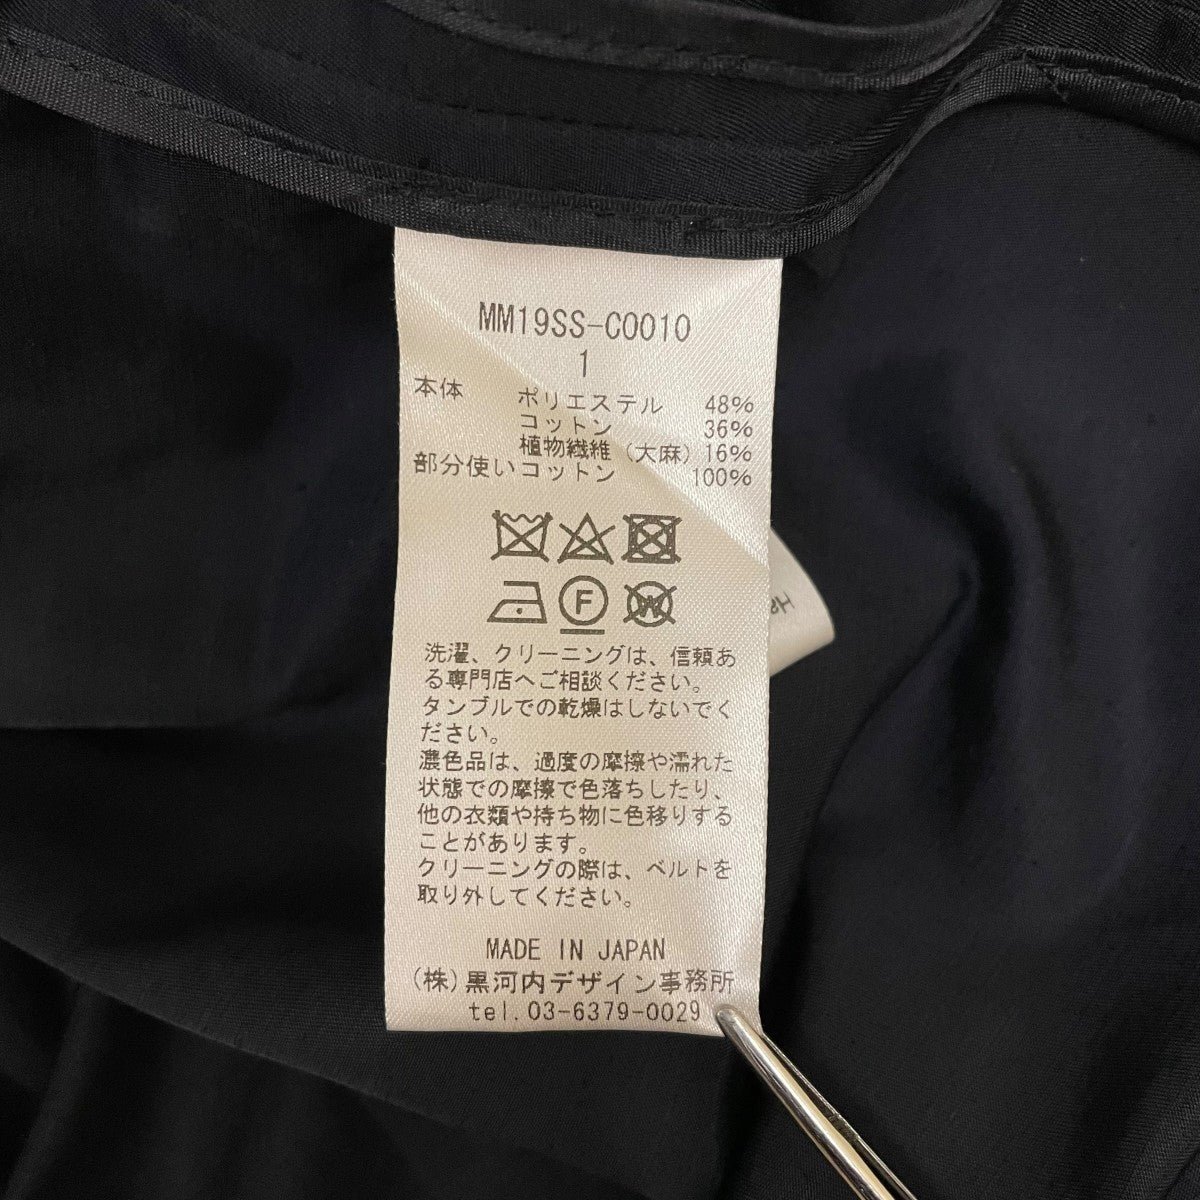 MM19SS-CO010
1
本体 ポリエステル 48%
コットン 36%
植物繊維(大麻)16%
部分使いコットン 100%
F
W
洗濯、クリーニングは、信頼あ
る専門店へご相談ください。
タンブルでの乾燥はしないでく
ださい。
濃色品は、過度の摩擦や濡れた
状態での摩擦で色落ちしたり、
他の衣類や持ち物に色移りする
ことがあります。
クリーニングの際は、ベルトを
取り外してください。
MADE IN JAPAN
(株)黒河内デザイン事務所
tel.03-6379-0029